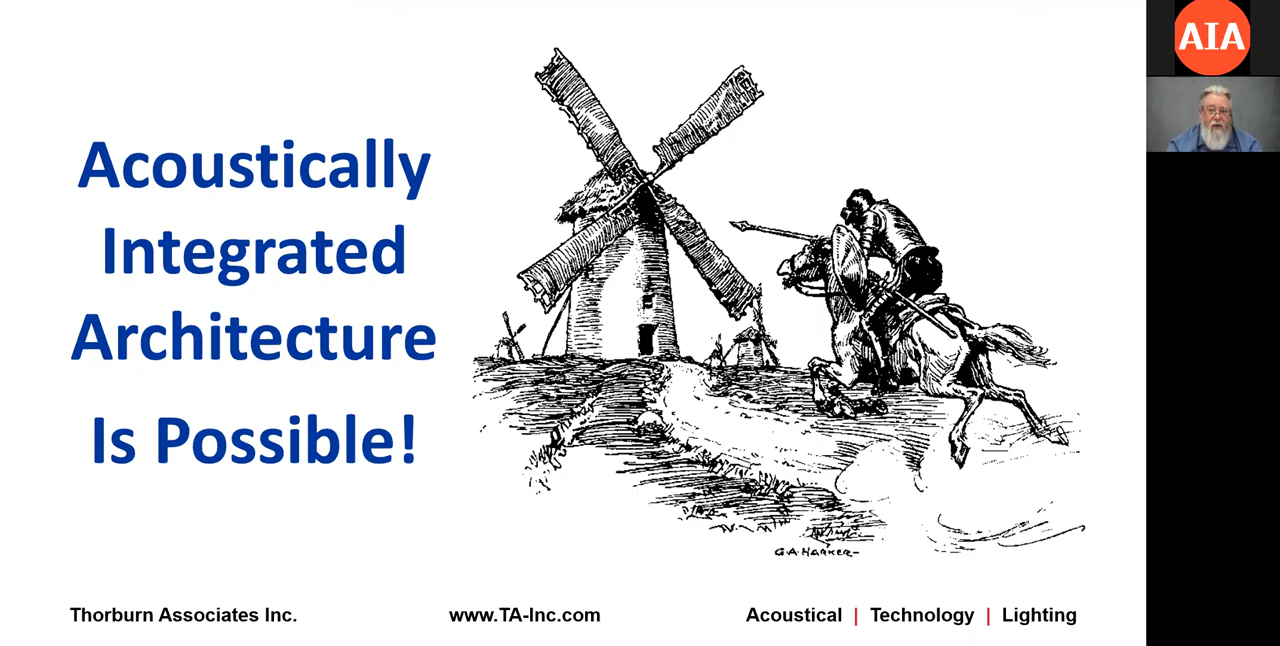 Acoustically
Integrated
Architecture
Is Possible!
G.A. HARKER
Thorburn Associates Inc.
www.TA-Inc.com
Acoustical | Technology | Lighting
AIA